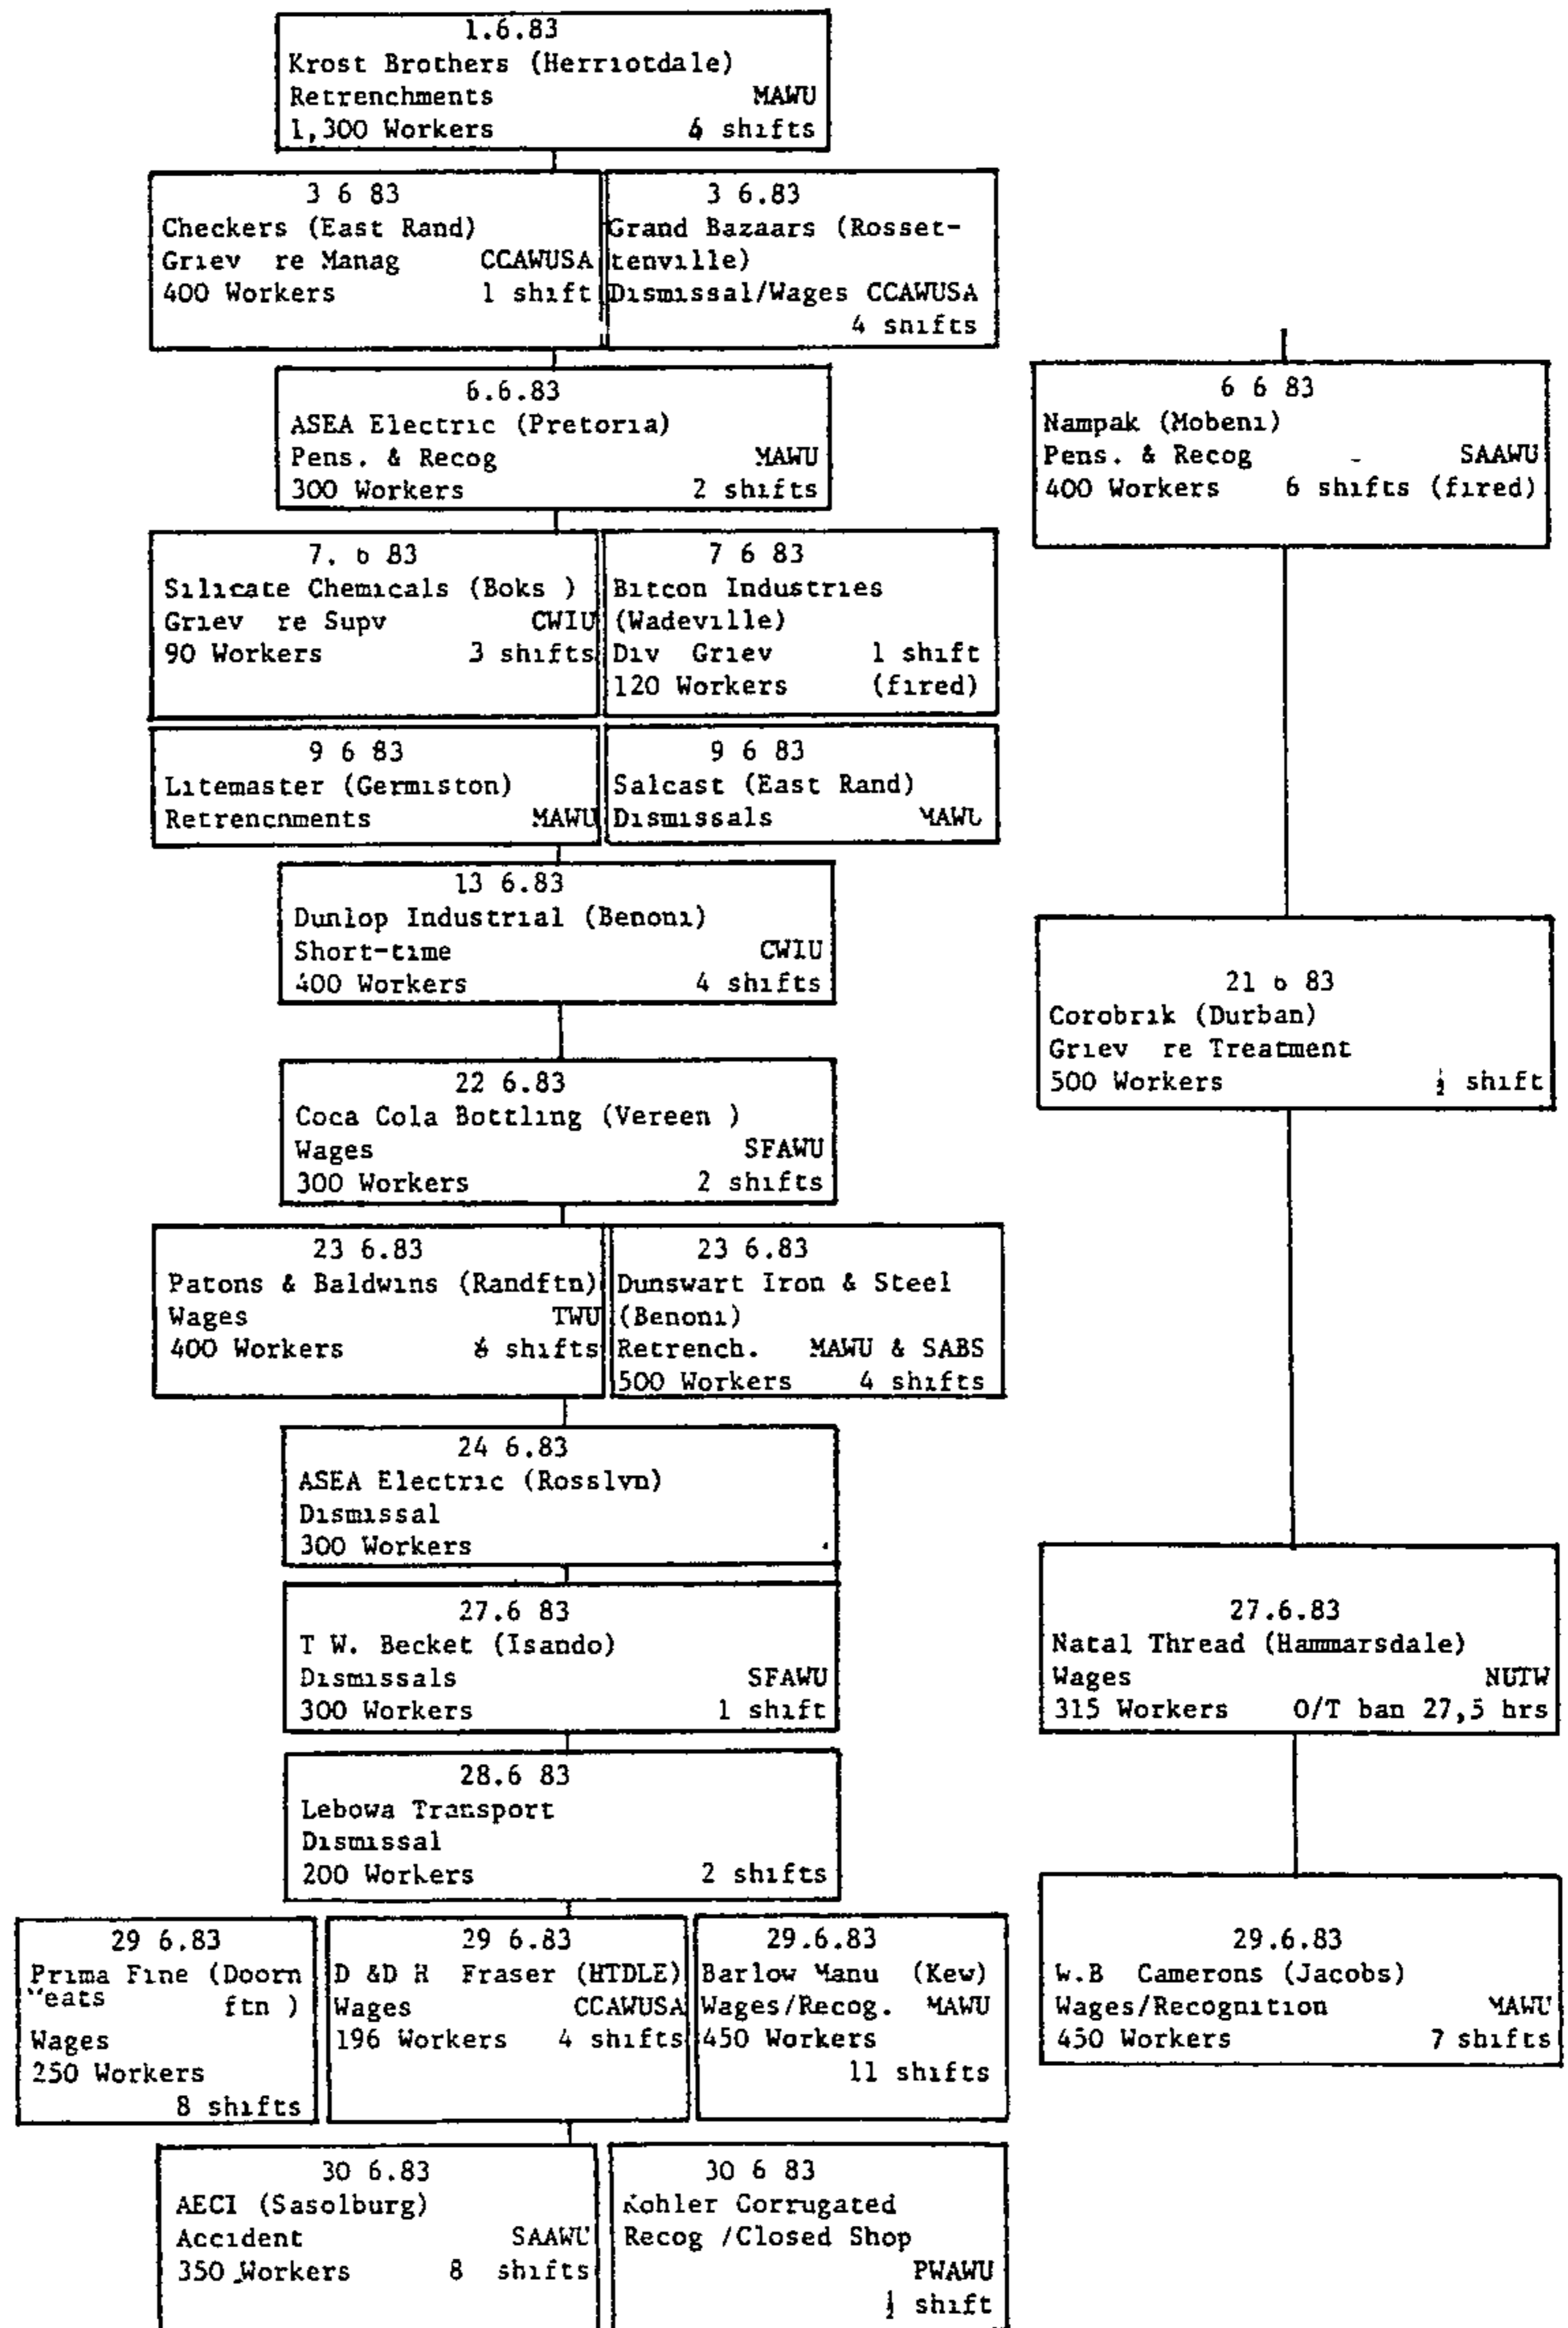 1.6.83
Krost Brothers (Herriotdale)
Retrenchments MAWU
1,300 Workers 6 shifts
3 6 83
Checkers (East Rand)
Griev re Manag CCAWUSA
400 Workers 1 shift
3 6.83
Grand Bazaars (Rosset-
tenville)
Dismissal/Wages CCAWUSA
4 shifts
6.6.83
ASEA Electric (Pretoria)
Pens. & Recog MAWU
300 Workers 2 shifts
7. 6 83
Silicate Chemicals (Boks )
Griev re Supv CWIU
90 Workers 3 shifts
7 6 83
Bitcon Industries
(Wadeville)
Div Griev 1 shift
120 Workers (fired)
9 6 83
Litemaster (Germiston)
Retrenchments MAWU
9 6 83
Salcast (East Rand)
Dismissals MAWU
13 6.83
Dunlop Industrial (Benoni)
Short-time CWIU
400 Workers 4 shifts
22 6.83
Coca Cola Bottling (Vereen )
Wages SFAWU
300 Workers 2 shifts
23 6.83
Patons & Baldwins (Randftn)
Wages TWU
400 Workers shifts
23 6.83
Dunswart Iron & Steel
(Benoni)
Retrench. MAWU & SABS
500 Workers 4 shifts
24 6.83
ASEA Electric (Rosslyn)
Dismissal
300 Workers
27.6 83
T W. Becket (Isando)
Dismissals SFAWU
300 Workers 1 shift
28.6 83
Lebowa Transport
Dismissal
200 Workers 2 shifts
29 6.83
Prima Fine (Doorn
Meats ftn )
Wages
250 Workers
8 shifts
29 6.83
D &D H Fraser (HTDLE)
Wages CCAWUSA
196 Workers 4 shifts
29.6.83
Barlow Manu (Kew)
Wages/Recog. MAWU
450 Workers
11 shifts
30 6.83
AECI (Sasolburg)
Accident SAAWU
350 Workers 8 shifts
30 6 83
Kohler Corrugated
Recog /Closed Shop
PWAWU
½ shift
6 6 83
Nampak (Mobeni)
Pens. & Recog - SAAWU
400 Workers 6 shifts (fired)
21 6 83
Corobrik (Durban)
Griev re Treatment
500 Workers ½ shift
27.6.83
Natal Thread (Hammarsdale)
Wages NUTW
315 Workers O/T ban 27,5 hrs
29.6.83
W.B Camerons (Jacobs)
Wages/Recognition MAWU
450 Workers 7 shifts